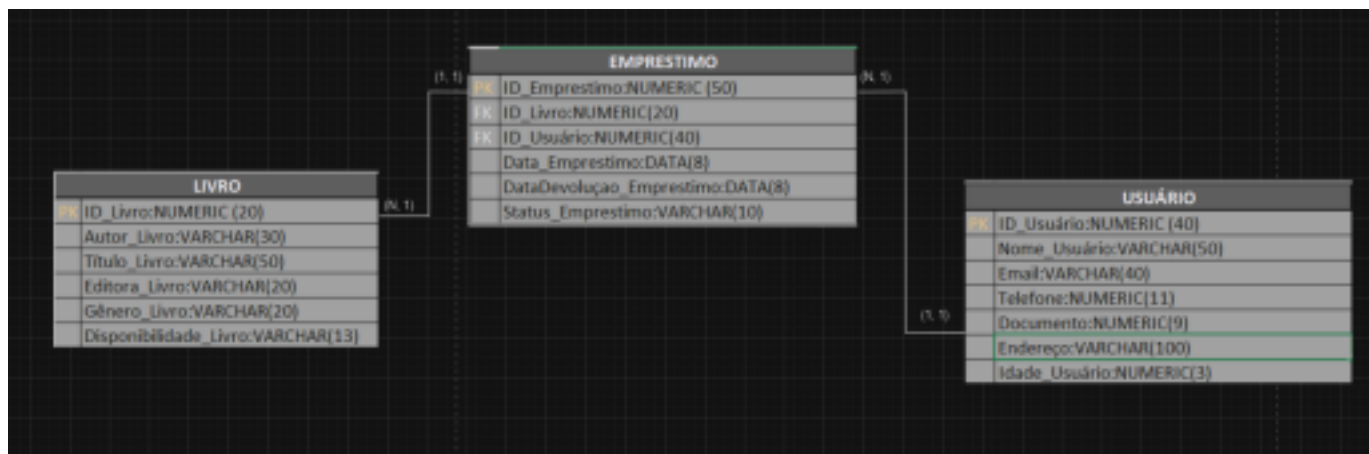 EMPRESTIMO
(1, 1)
(N, 1)
PK ID_Emprestimo:NUMERIC (50)
FK ID_Livro:NUMERIC(20)
FK ID_Usuário:NUMERIC(40)
Data_Emprestimo:DATA(8)
DataDevoluçao_Emprestimo:DATA(8)
Status_Emprestimo:VARCHAR(10)
LIVRO
(N, 1)
PK ID_Livro:NUMERIC (20)
Autor_Livro:VARCHAR(30)
Título_Livro:VARCHAR(50)
Editora_Livro:VARCHAR(20)
Gênero_Livro:VARCHAR(20)
Disponibilidade_Livro:VARCHAR(13)
USUÁRIO
PK ID_Usuário:NUMERIC (40)
Nome_Usuário:VARCHAR(50)
Email:VARCHAR(40)
Telefone:NUMERIC(11)
(1, 1)
Documento:NUMERIC(9)
Endereço:VARCHAR(100)
Idade_Usuário:NUMERIC(3)